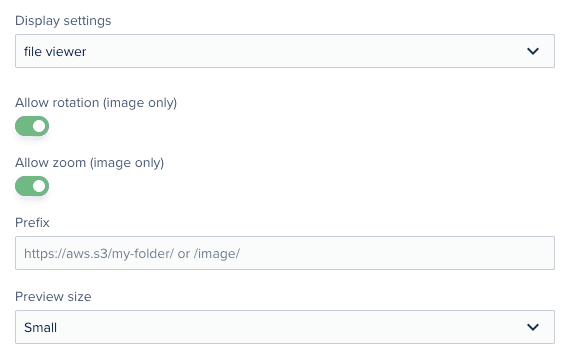 Display settings
file viewer
Allow rotation (image only)
Allow zoom (image only)
Prefix
https://aws.s3/my-folder/ or /image/
Preview size
Small